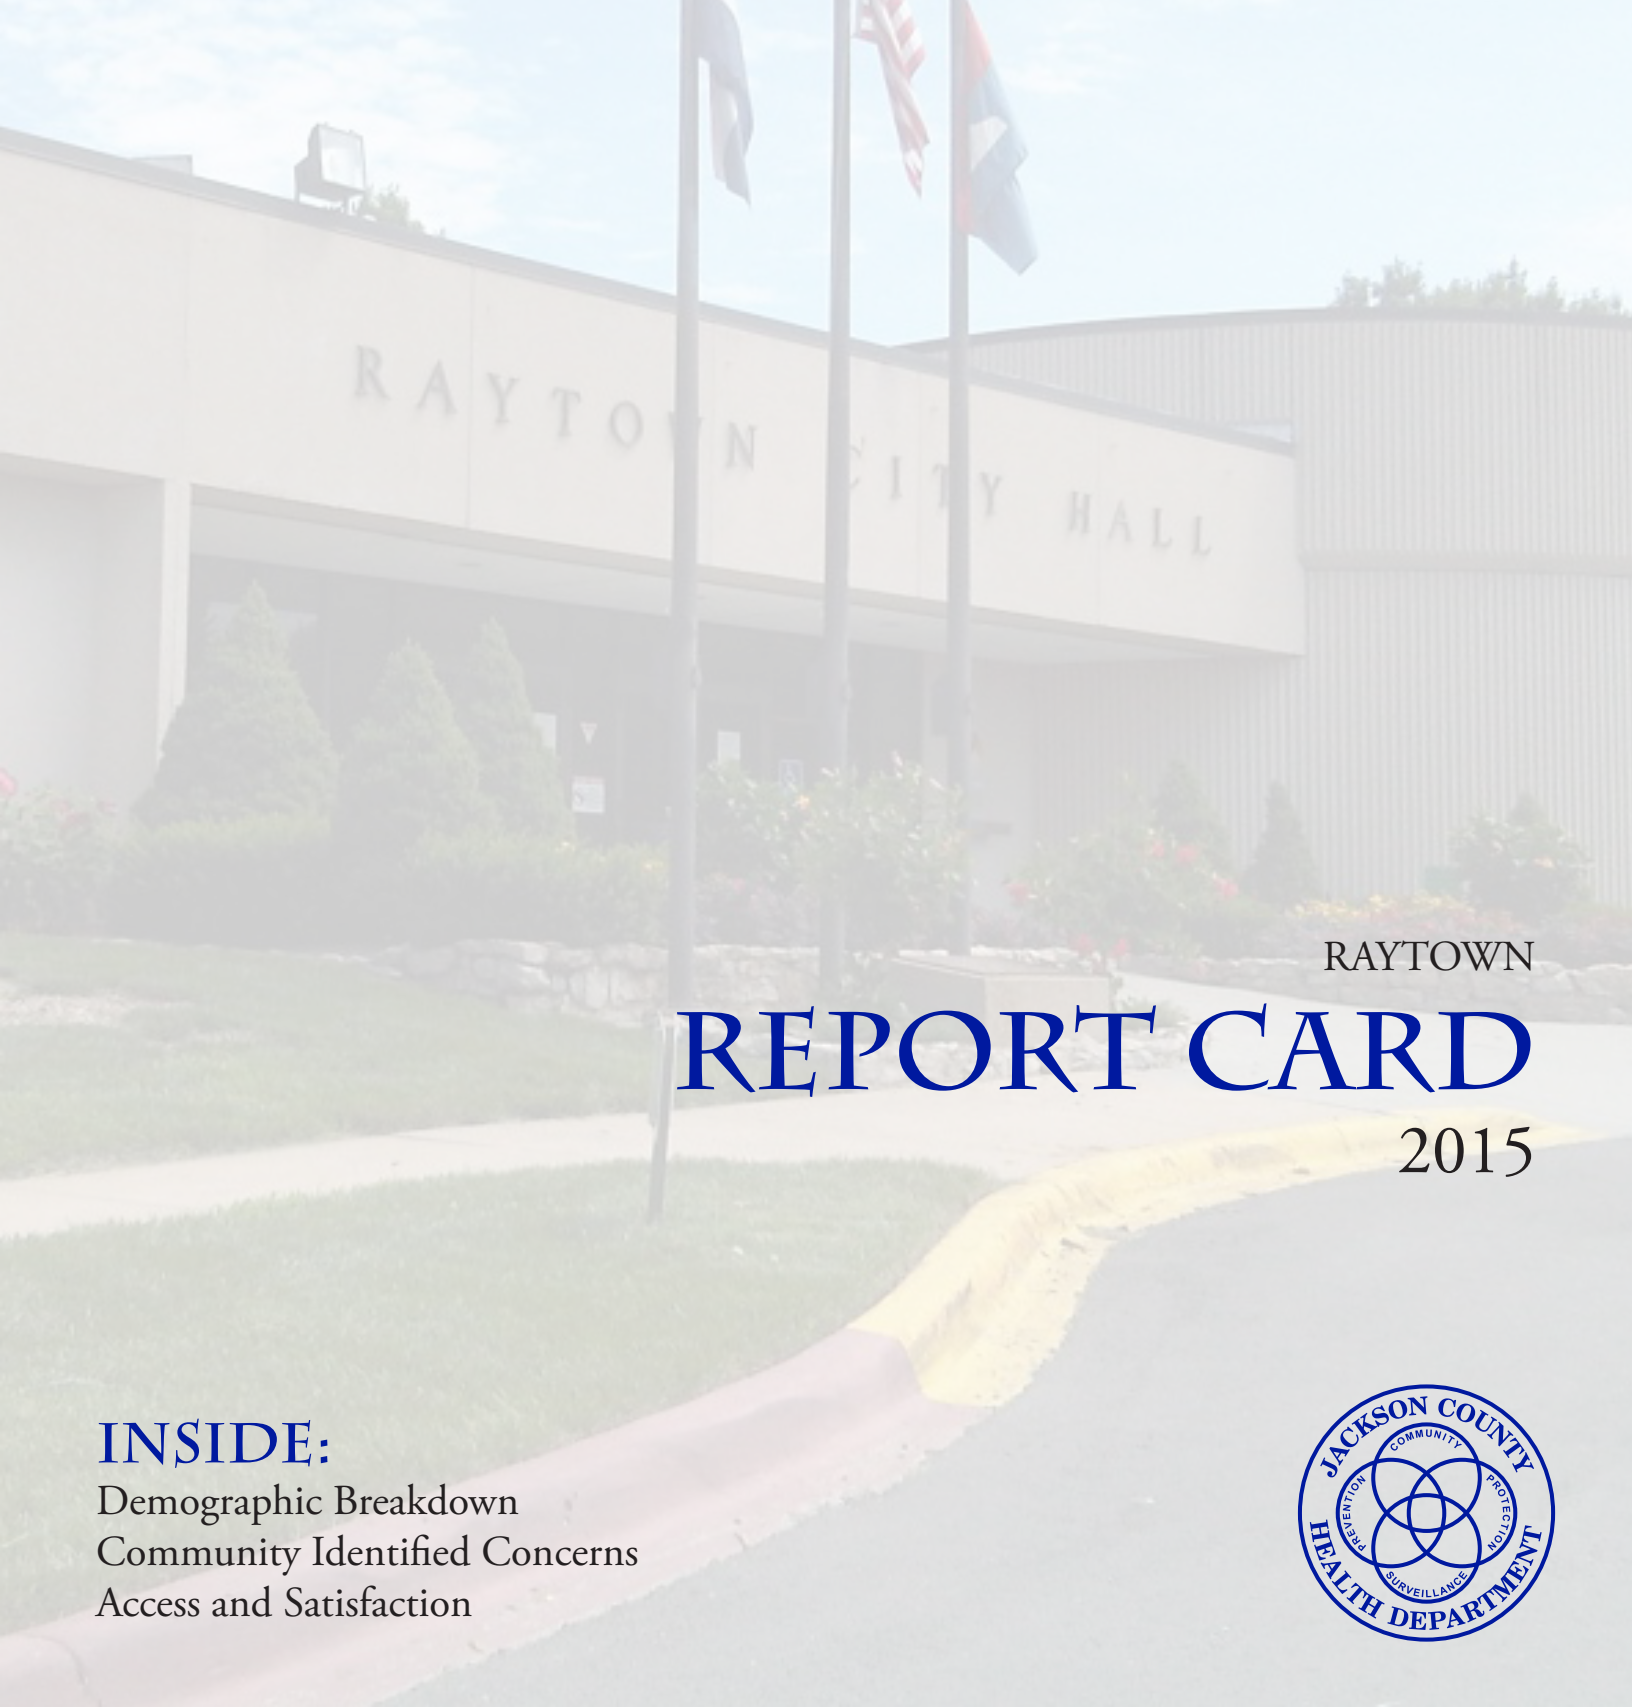 RAYTOWN CITY HALL
RAYTOWN
REPORT CARD
2015
INSIDE:
Demographic Breakdown
Community Identified Concerns
Access and Satisfaction
JACKSON COUNTY
HEALTH DEPARTMENT
COMMUNITY
PREVENTION
PROTECTION
SURVEILLANCE